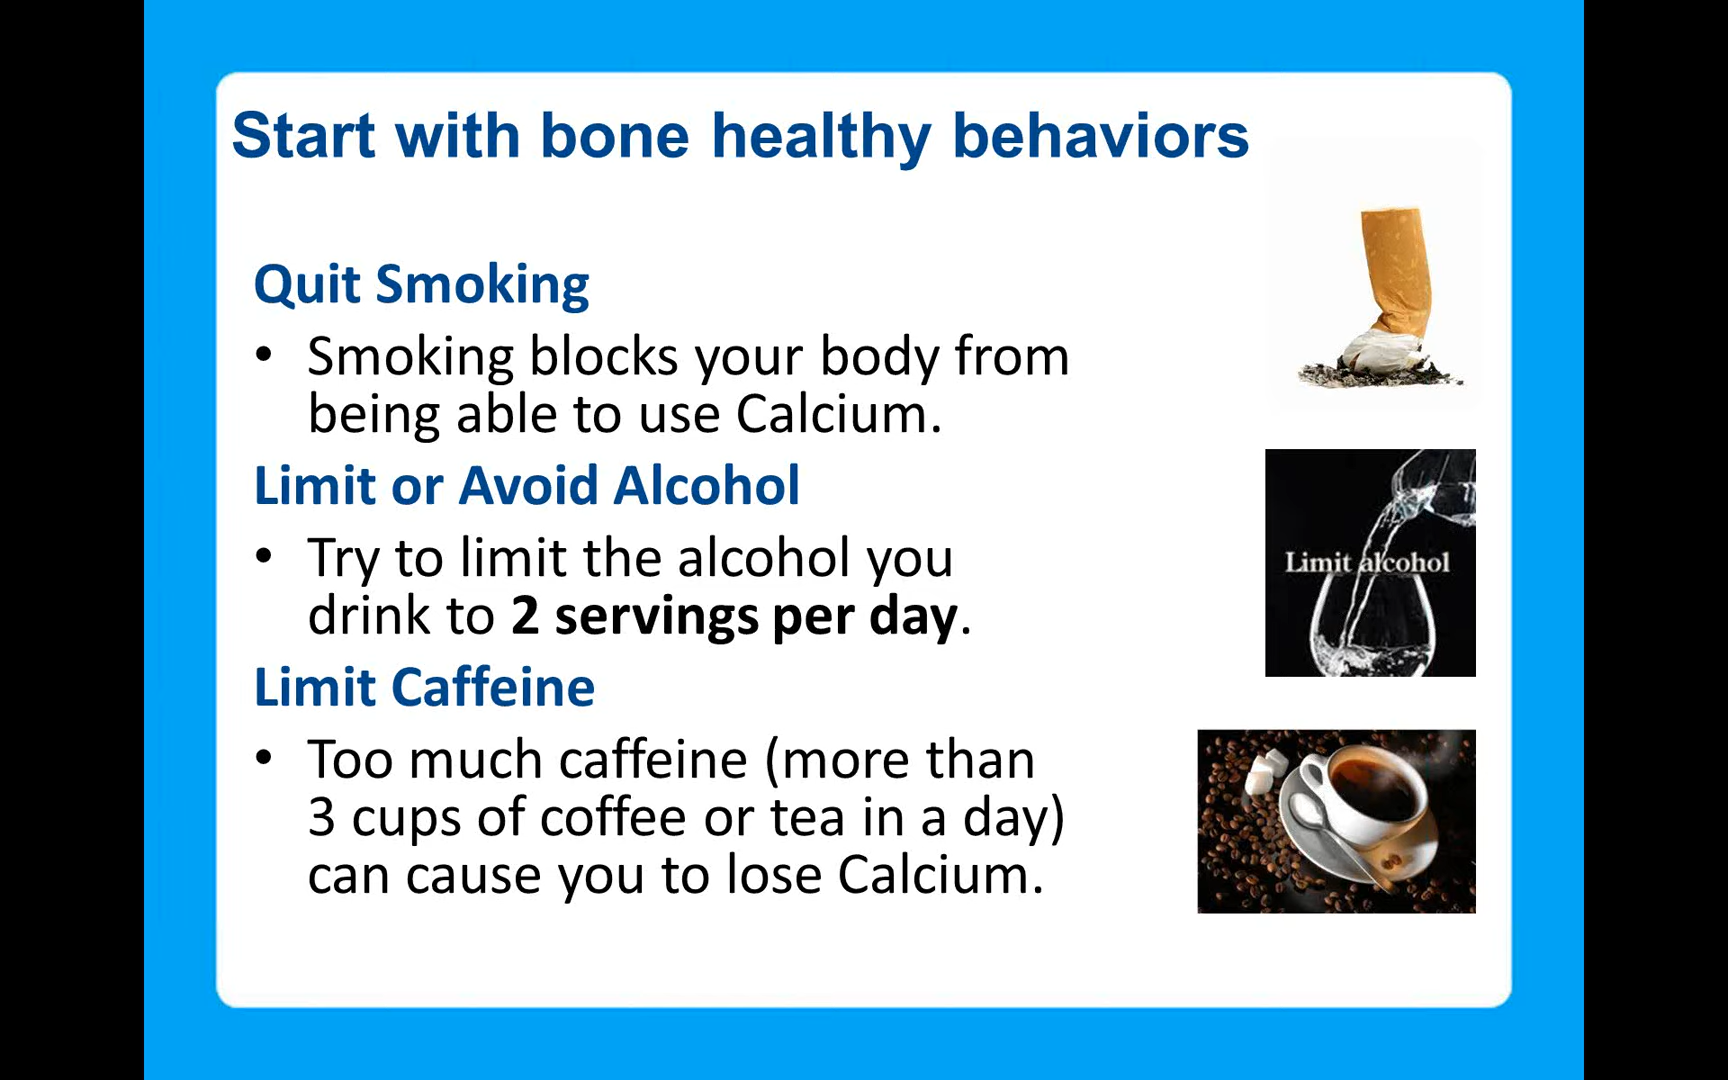 Start with bone healthy behaviors
Quit Smoking
• Smoking blocks your body from
being able to use Calcium.
Limit or Avoid Alcohol
• Try to limit the alcohol you
drink to 2 servings per day.
Limit alcohol
Limit Caffeine
• Too much caffeine (more than
3 cups of coffee or tea in a day)
can cause you to lose Calcium.